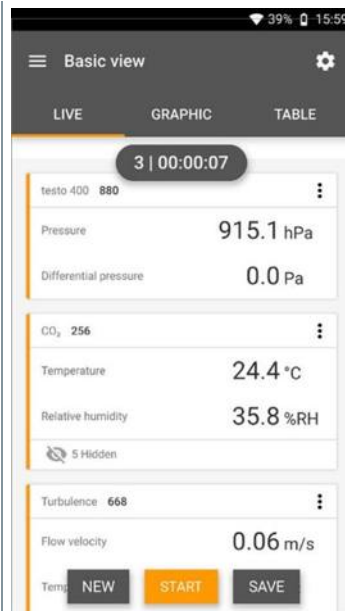 39% 15:59
Basic view
LIVE GRAPHIC TABLE
3 | 00:00:07
testo 400 880
Pressure 915.1 hPa
Differential pressure 0.0 Pa
CO₂ 256
Temperature 24.4 °C
Relative humidity 35.8 %RH
5 Hidden
Turbulence 668
Flow velocity 0.06 m/s
NEW START SAVE